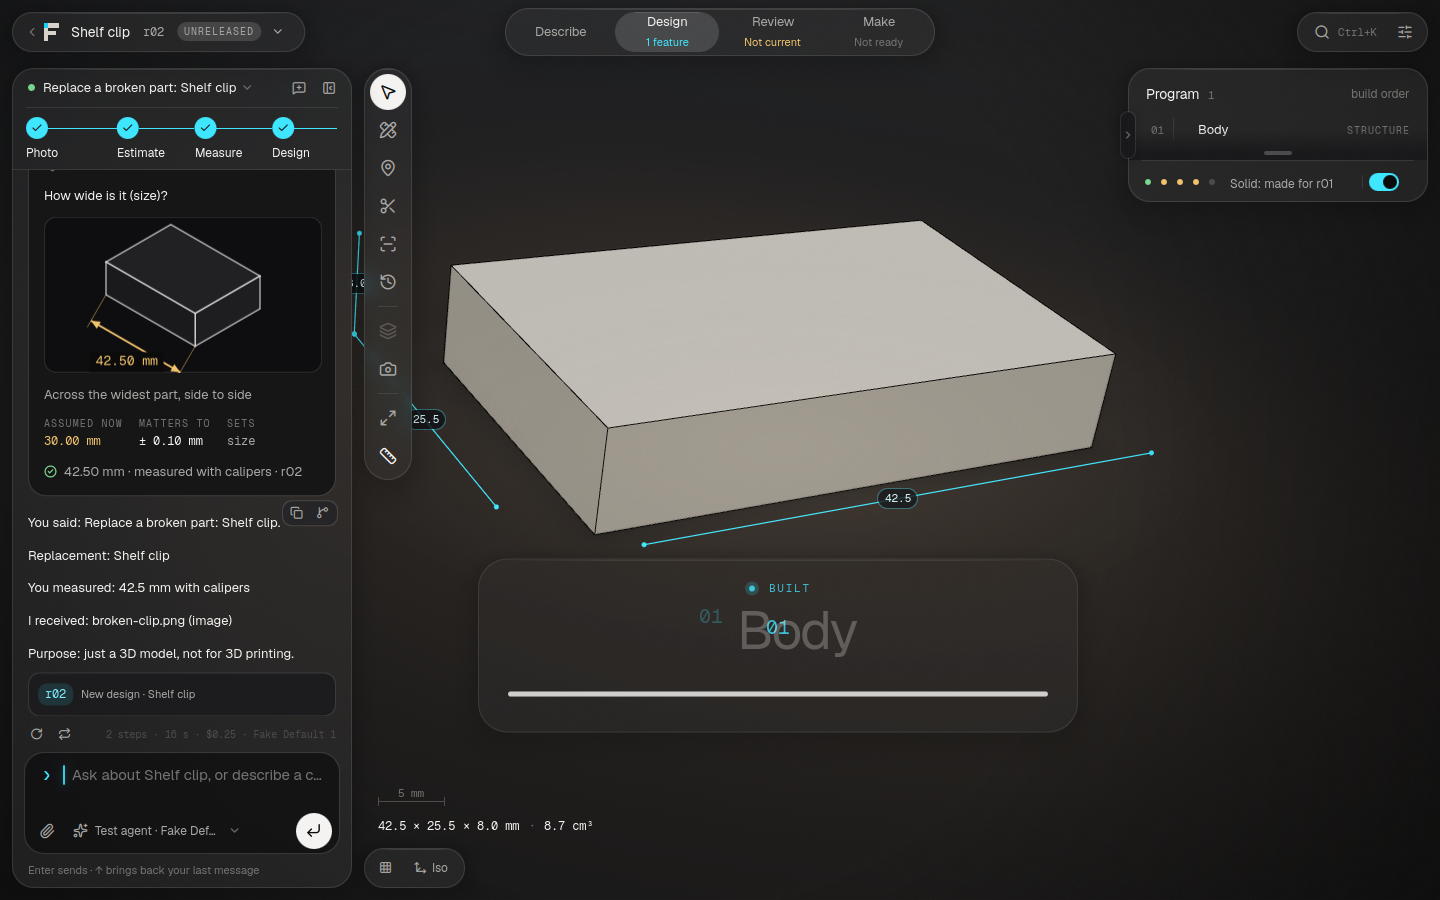 Shelf clip r02 UNRELEASED
Describe
Design
1 feature
Review
Not current
Make
Not ready
Ctrl+K
Replace a broken part: Shelf clip
Photo Estimate Measure Design
How wide is it (size)?
42.50 mm
Across the widest part, side to side
ASSUMED NOW MATTERS TO SETS
30.00 mm ± 0.10 mm size
42.50 mm · measured with calipers · r02
You said: Replace a broken part: Shelf clip.
Replacement: Shelf clip
You measured: 42.5 mm with calipers
I received: broken-clip.png (image)
Purpose: just a 3D model, not for 3D printing.
r02 New design · Shelf clip
2 steps · 16 s · $0.25 · Fake Default 1
Ask about Shelf clip, or describe a c…
Test agent · Fake Def…
Enter sends · ↑ brings back your last message
25.5
42.5
BUILT
01
01
Body
5 mm
42.5 × 25.5 × 8.0 mm · 8.7 cm³
Iso
Program 1 build order
01 Body STRUCTURE
Solid: made for r01